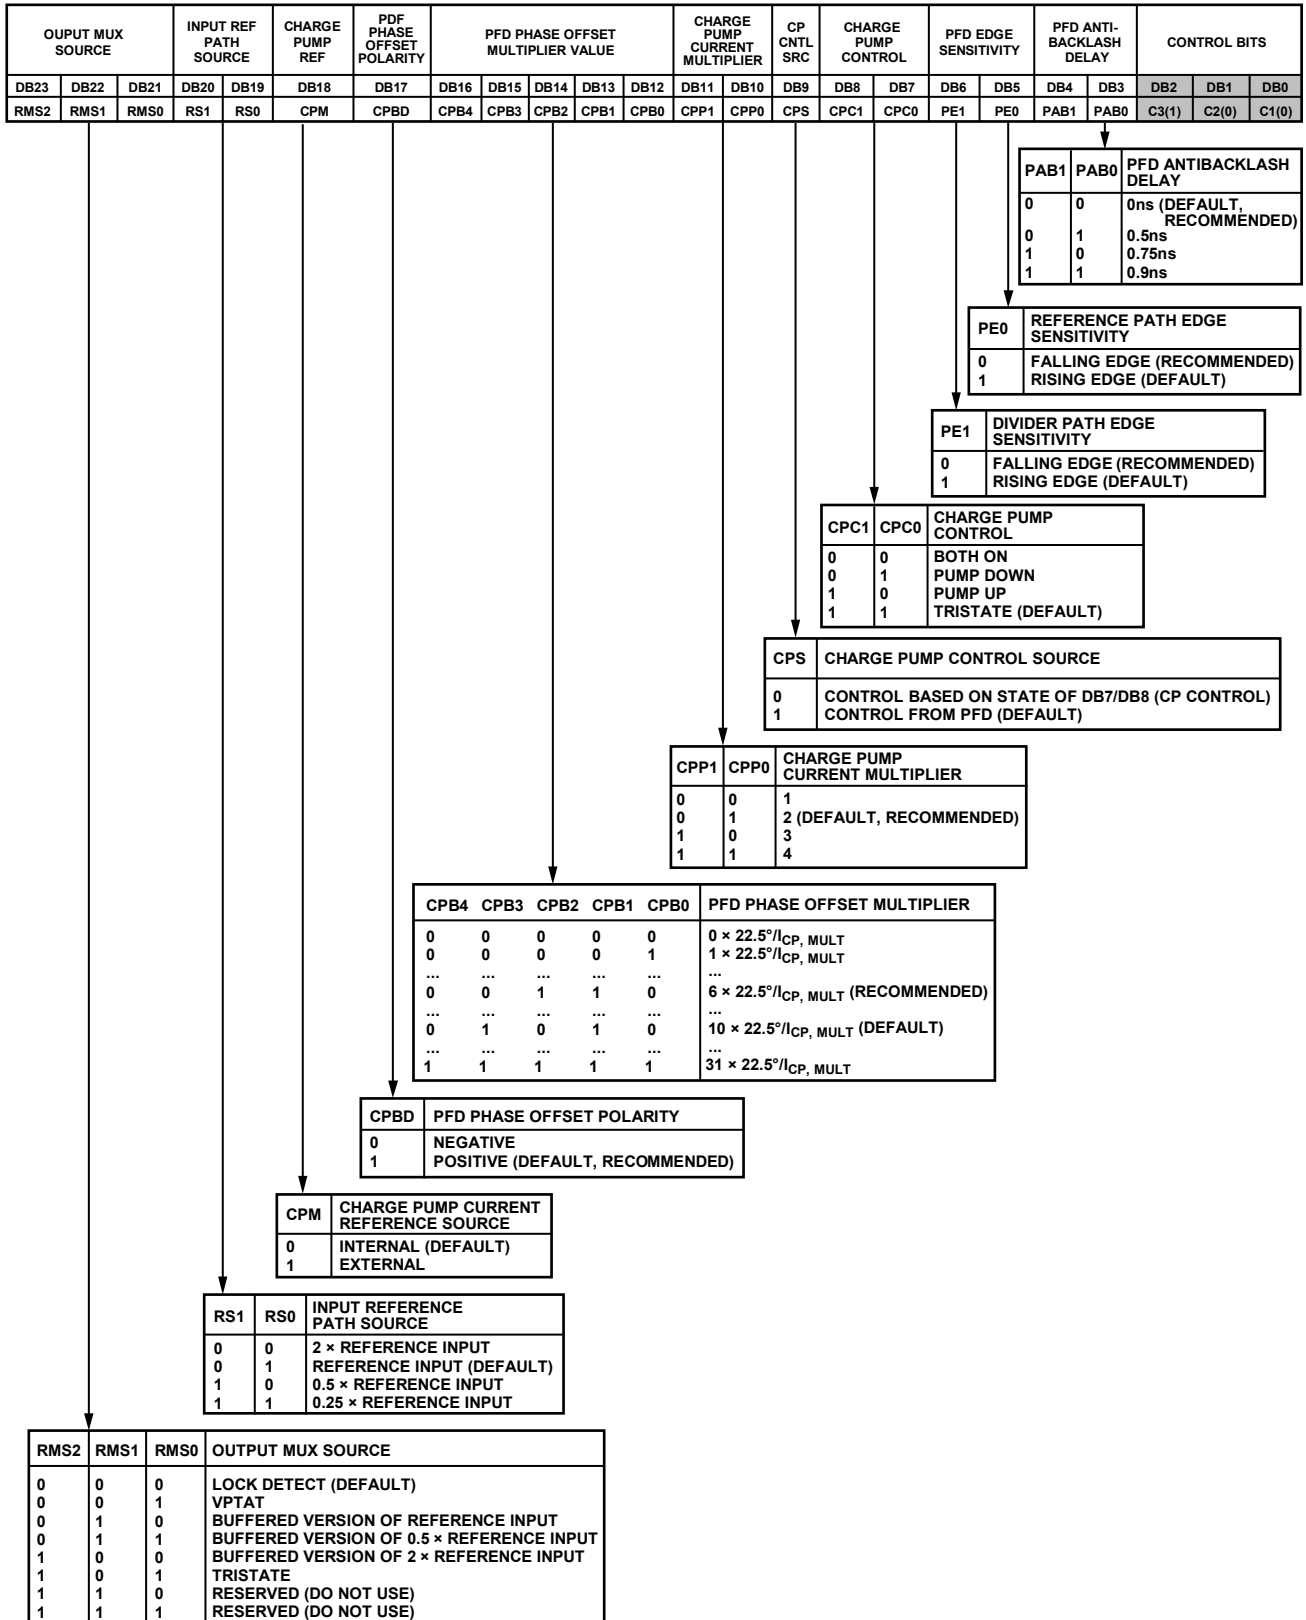 OUPUT MUX SOURCE | INPUT REF PATH SOURCE | CHARGE PUMP REF | PDF PHASE OFFSET POLARITY | PFD PHASE OFFSET MULTIPLIER VALUE | CHARGE PUMP CURRENT MULTIPLIER | CP CNTL SRC | CHARGE PUMP CONTROL | PFD EDGE SENSITIVITY | PFD ANTI-BACKLASH DELAY | CONTROL BITS
DB23 DB22 DB21 DB20 DB19 DB18 DB17 DB16 DB15 DB14 DB13 DB12 DB11 DB10 DB9 DB8 DB7 DB6 DB5 DB4 DB3 DB2 DB1 DB0
RMS2 RMS1 RMS0 RS1 RS0 CPM CPBD CPB4 CPB3 CPB2 CPB1 CPB0 CPP1 CPP0 CPS CPC1 CPC0 PE1 PE0 PAB1 PAB0 C3(1) C2(0) C1(0)
PAB1 PAB0 PFD ANTIBACKLASH
DELAY
0 0 0ns (DEFAULT,
RECOMMENDED)
0 1 0.5ns
1 0 0.75ns
1 1 0.9ns
PE0 REFERENCE PATH EDGE
SENSITIVITY
0 FALLING EDGE (RECOMMENDED)
1 RISING EDGE (DEFAULT)
PE1 DIVIDER PATH EDGE
SENSITIVITY
0 FALLING EDGE (RECOMMENDED)
1 RISING EDGE (DEFAULT)
CPC1 CPC0 CHARGE PUMP
CONTROL
0 0 BOTH ON
0 1 PUMP DOWN
1 0 PUMP UP
1 1 TRISTATE (DEFAULT)
CPS CHARGE PUMP CONTROL SOURCE
0 CONTROL BASED ON STATE OF DB7/DB8 (CP CONTROL)
1 CONTROL FROM PFD (DEFAULT)
CPP1 CPP0 CHARGE PUMP
CURRENT MULTIPLIER
0 0 1
0 1 2 (DEFAULT, RECOMMENDED)
1 0 3
1 1 4
CPB4 CPB3 CPB2 CPB1 CPB0 PFD PHASE OFFSET MULTIPLIER
0 0 0 0 0 0 × 22.5°/ICP, MULT
0 0 0 0 1 1 × 22.5°/ICP, MULT
... ... ... ... ... ...
0 0 1 1 0 6 × 22.5°/ICP, MULT (RECOMMENDED)
... ... ... ... ... ...
0 1 0 1 0 10 × 22.5°/ICP, MULT (DEFAULT)
... ... ... ... ... ...
1 1 1 1 1 31 × 22.5°/ICP, MULT
CPBD PFD PHASE OFFSET POLARITY
0 NEGATIVE
1 POSITIVE (DEFAULT, RECOMMENDED)
CPM CHARGE PUMP CURRENT
REFERENCE SOURCE
0 INTERNAL (DEFAULT)
1 EXTERNAL
RS1 RS0 INPUT REFERENCE
PATH SOURCE
0 0 2 × REFERENCE INPUT
0 1 REFERENCE INPUT (DEFAULT)
1 0 0.5 × REFERENCE INPUT
1 1 0.25 × REFERENCE INPUT
RMS2 RMS1 RMS0 OUTPUT MUX SOURCE
0 0 0 LOCK DETECT (DEFAULT)
0 0 1 VPTAT
0 1 0 BUFFERED VERSION OF REFERENCE INPUT
0 1 1 BUFFERED VERSION OF 0.5 × REFERENCE INPUT
1 0 0 BUFFERED VERSION OF 2 × REFERENCE INPUT
1 0 1 TRISTATE
1 1 0 RESERVED (DO NOT USE)
1 1 1 RESERVED (DO NOT USE)